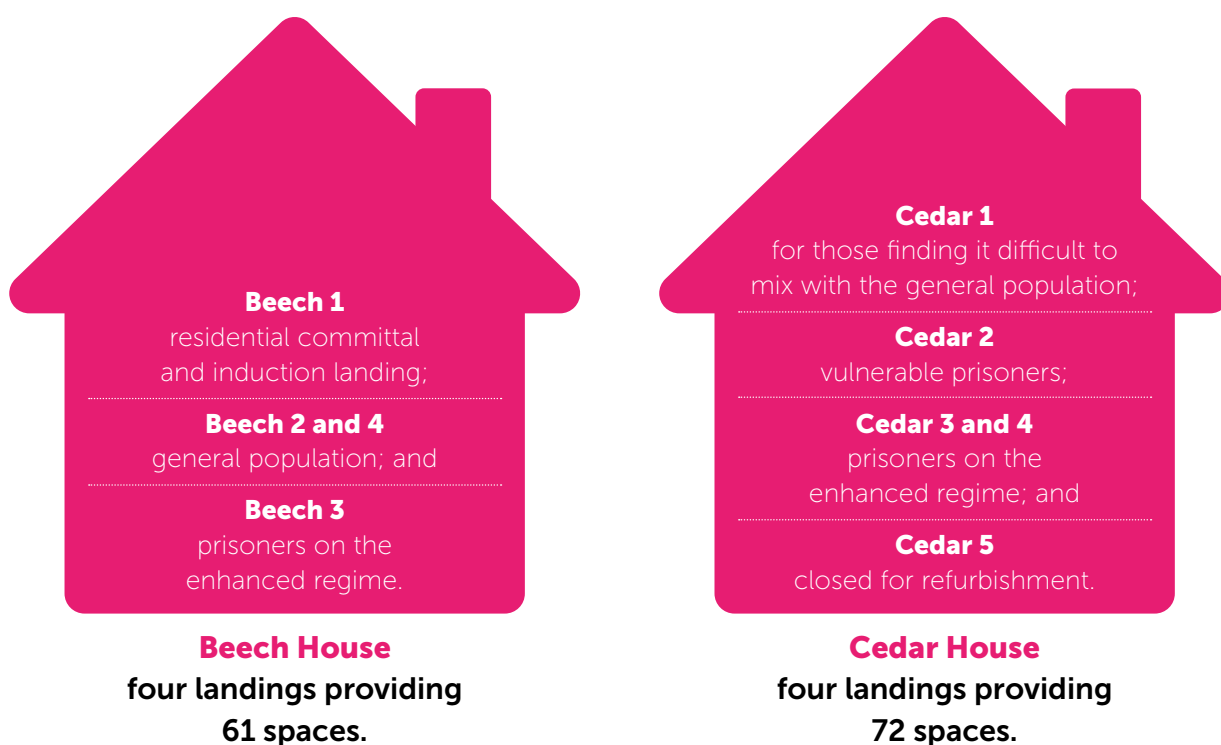 Beech 1
residential committal
and induction landing;
Beech 2 and 4
general population; and
Beech 3
prisoners on the
enhanced regime.
Beech House
four landings providing
61 spaces.
Cedar 1
for those finding it difficult to
mix with the general population;
Cedar 2
vulnerable prisoners;
Cedar 3 and 4
prisoners on the
enhanced regime; and
Cedar 5
closed for refurbishment.
Cedar House
four landings providing
72 spaces.